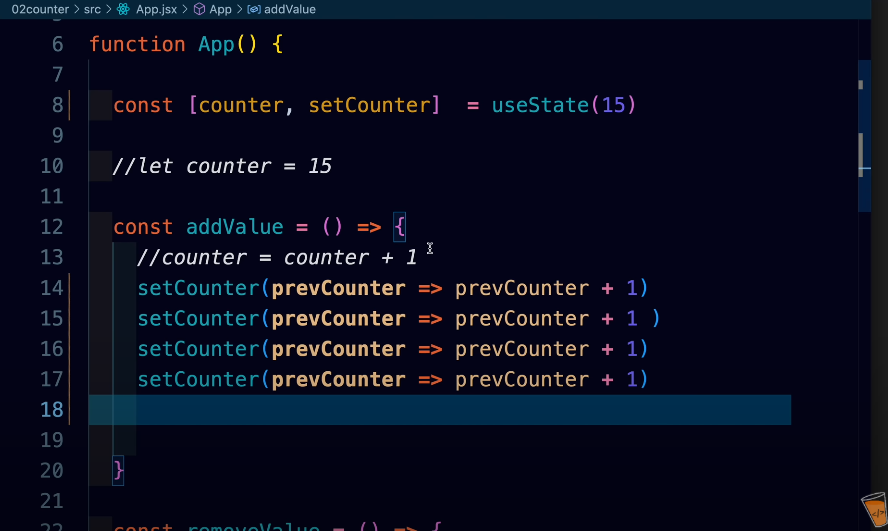 02counter > src > App.jsx > App > addValue
6 function App() {
7
8 const [counter, setCounter] = useState(15)
9
10 //let counter = 15
11
12 const addValue = () => {
13 //counter = counter + 1
14 setCounter(prevCounter => prevCounter + 1)
15 setCounter(prevCounter => prevCounter + 1 )
16 setCounter(prevCounter => prevCounter + 1)
17 setCounter(prevCounter => prevCounter + 1)
18
19
20 }
21
22 const removeValue = () => {